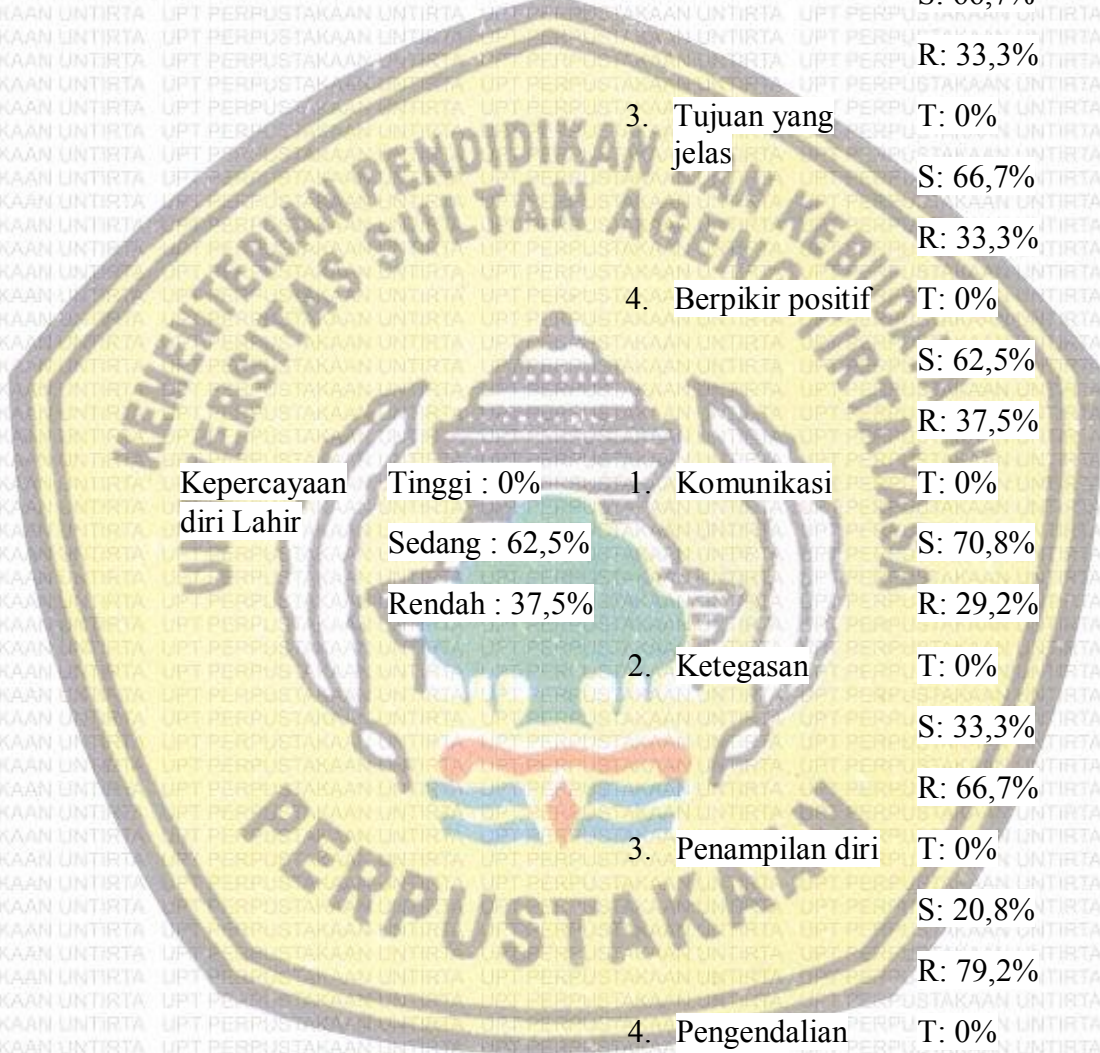 S: 66,7%
R: 33,3%
3. Tujuan yang jelas T: 0%
S: 66,7%
R: 33,3%
4. Berpikir positif T: 0%
S: 62,5%
R: 37,5%
Kepercayaan diri Lahir Tinggi : 0% 1. Komunikasi T: 0%
Sedang : 62,5% S: 70,8%
Rendah : 37,5% R: 29,2%
2. Ketegasan T: 0%
S: 33,3%
R: 66,7%
3. Penampilan diri T: 0%
S: 20,8%
R: 79,2%
4. Pengendalian T: 0%
KEMENTERIAN PENDIDIKAN DAN
SULTAN AGENG TIRTAYASA
PERPUSTAKAAN
UPT PERPUSTAKAAN UNTIRTA